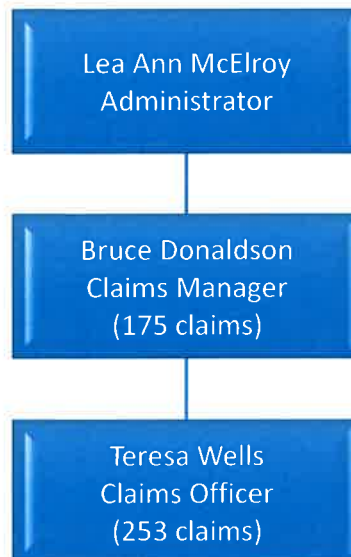 Lea Ann McElroy
Administrator
Bruce Donaldson
Claims Manager
(175 claims)
Teresa Wells
Claims Officer
(253 claims)